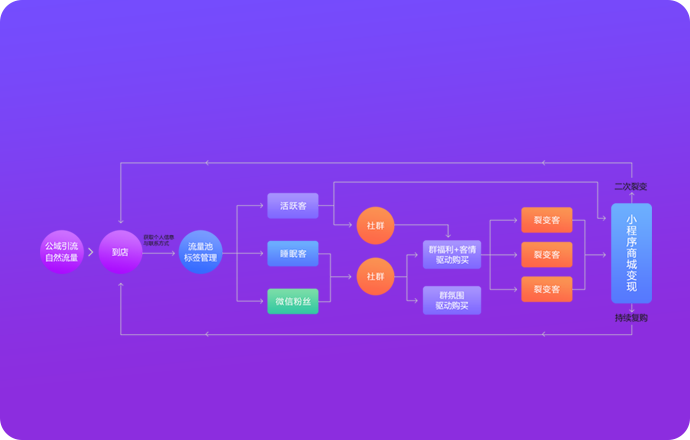 二次裂变
活跃客
社群
裂变客
小程序商城变现
公域引流
自然流量
到店
获取个人信息
与联系方式
流量池
标签管理
睡眠客
群福利+客情
驱动购买
裂变客
社群
微信粉丝
群氛围
驱动购买
裂变客
持续复购